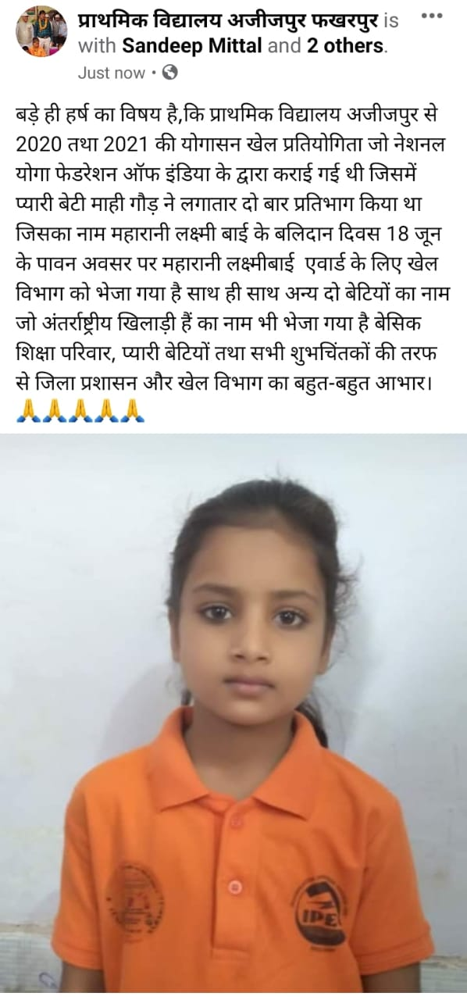 प्राथमिक विद्यालय अजीजपुर फखरपुर is
with Sandeep Mittal and 2 others.
Just now
बड़े ही हर्ष का विषय है,कि प्राथमिक विद्यालय अजीजपुर से
2020 तथा 2021 की योगासन खेल प्रतियोगिता जो नेशनल
योगा फेडरेशन ऑफ इंडिया के द्वारा कराई गई थी जिसमें
प्यारी बेटी माही गौड़ ने लगातार दो बार प्रतिभाग किया था
जिसका नाम महारानी लक्ष्मी बाई के बलिदान दिवस 18 जून
के पावन अवसर पर महारानी लक्ष्मीबाई एवार्ड के लिए खेल
विभाग को भेजा गया है साथ ही साथ अन्य दो बेटियों का नाम
जो अंतर्राष्ट्रीय खिलाड़ी हैं का नाम भी भेजा गया है बेसिक
शिक्षा परिवार, प्यारी बेटियों तथा सभी शुभचिंतकों की तरफ
से जिला प्रशासन और खेल विभाग का बहुत-बहुत आभार।
🙏🙏🙏🙏🙏
IPE